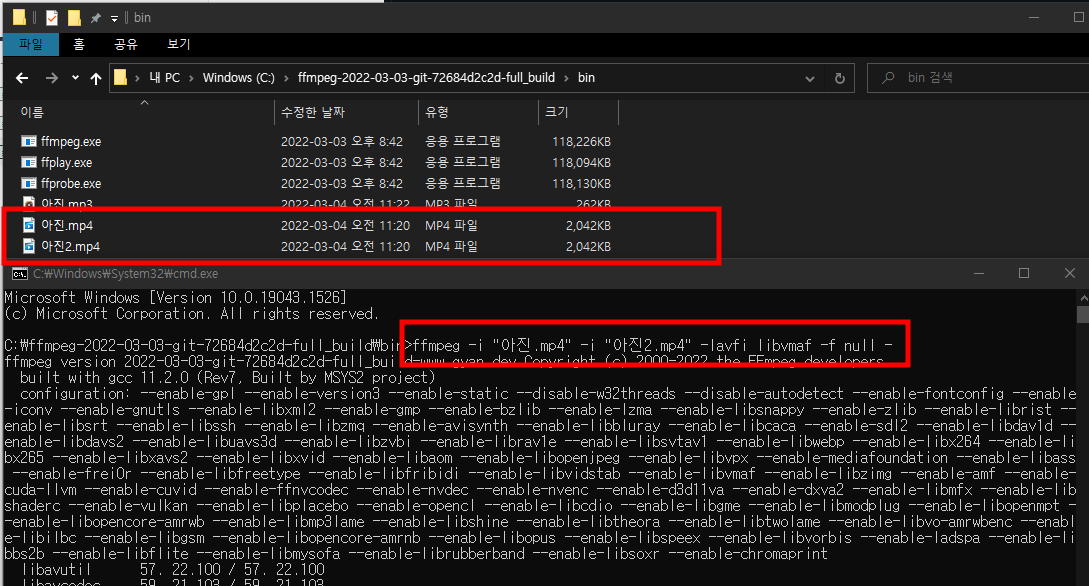 bin
파일 홈 공유 보기
내 PC › Windows (C:) › ffmpeg-2022-03-03-git-72684d2c2d-full_build › bin
bin 검색
이름 수정한 날짜 유형 크기
ffmpeg.exe 2022-03-03 오후 8:42 응용 프로그램 118,226KB
ffplay.exe 2022-03-03 오후 8:42 응용 프로그램 118,094KB
ffprobe.exe 2022-03-03 오후 8:42 응용 프로그램 118,130KB
아진.mp3 2022-03-04 오전 11:22 MP3 파일 262KB
아진.mp4 2022-03-04 오전 11:20 MP4 파일 2,042KB
아진2.mp4 2022-03-04 오전 11:20 MP4 파일 2,042KB
C:₩Windows₩System32₩cmd.exe
Microsoft Windows [Version 10.0.19043.1526]
(c) Microsoft Corporation. All rights reserved.
C:₩ffmpeg-2022-03-03-git-72684d2c2d-full_build₩bin>ffmpeg -i "아진.mp4" -i "아진2.mp4" -lavfi libvmaf -f null -
ffmpeg version 2022-03-03-git-72684d2c2d-full_build-www.gyan.dev Copyright (c) 2000-2022 the FFmpeg developers
built with gcc 11.2.0 (Rev7, Built by MSYS2 project)
configuration: --enable-gpl --enable-version3 --enable-static --disable-w32threads --disable-autodetect --enable-fontconfig --enable
-iconv --enable-gnutls --enable-libxml2 --enable-gmp --enable-bzlib --enable-lzma --enable-libsnappy --enable-zlib --enable-librist --
enable-libsrt --enable-libssh --enable-libzmq --enable-avisynth --enable-libbluray --enable-libcaca --enable-sdl2 --enable-libdav1d --
enable-libdavs2 --enable-libuavs3d --enable-libzvbi --enable-librav1e --enable-libsvtav1 --enable-libwebp --enable-libx264 --enable-li
bx265 --enable-libxavs2 --enable-libxvid --enable-libaom --enable-libopenjpeg --enable-libvpx --enable-mediafoundation --enable-libass
--enable-frei0r --enable-libfreetype --enable-libfribidi --enable-libvidstab --enable-libvmaf --enable-libzimg --enable-amf --enable-
cuda-llvm --enable-cuvid --enable-ffnvcodec --enable-nvdec --enable-nvenc --enable-d3d11va --enable-dxva2 --enable-libmfx --enable-lib
shaderc --enable-vulkan --enable-libplacebo --enable-opencl --enable-libcdio --enable-libgme --enable-libmodplug --enable-libopenmpt -
-enable-libopencore-amrwb --enable-libmp3lame --enable-libshine --enable-libtheora --enable-libtwolame --enable-libvo-amrwbenc --enabl
e-libilbc --enable-libgsm --enable-libopencore-amrnb --enable-libopus --enable-libspeex --enable-libvorbis --enable-ladspa --enable-li
bbs2b --enable-libflite --enable-libmysofa --enable-librubberband --enable-libsoxr --enable-chromaprint
libavutil 57. 22.100 / 57. 22.100
libavcodec 59. 21.103 / 59. 21.103